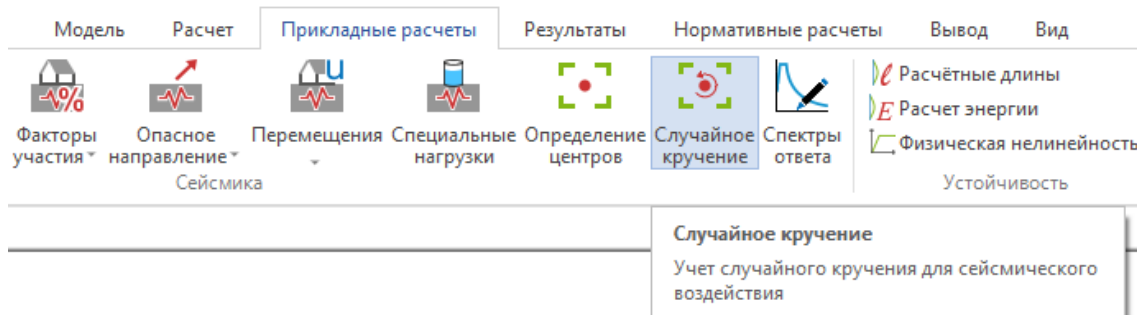 Модель Расчет Прикладные расчеты Результаты Нормативные расчеты Вывод Вид
Факторы участия
Опасное направление
Перемещения
Специальные нагрузки
Определение центров
Случайное кручение
Спектры ответа
Сейсмика
Расчётные длины
Расчет энергии
Физическая нелинейность
Устойчивость
Случайное кручение
Учет случайного кручения для сейсмического
воздействия